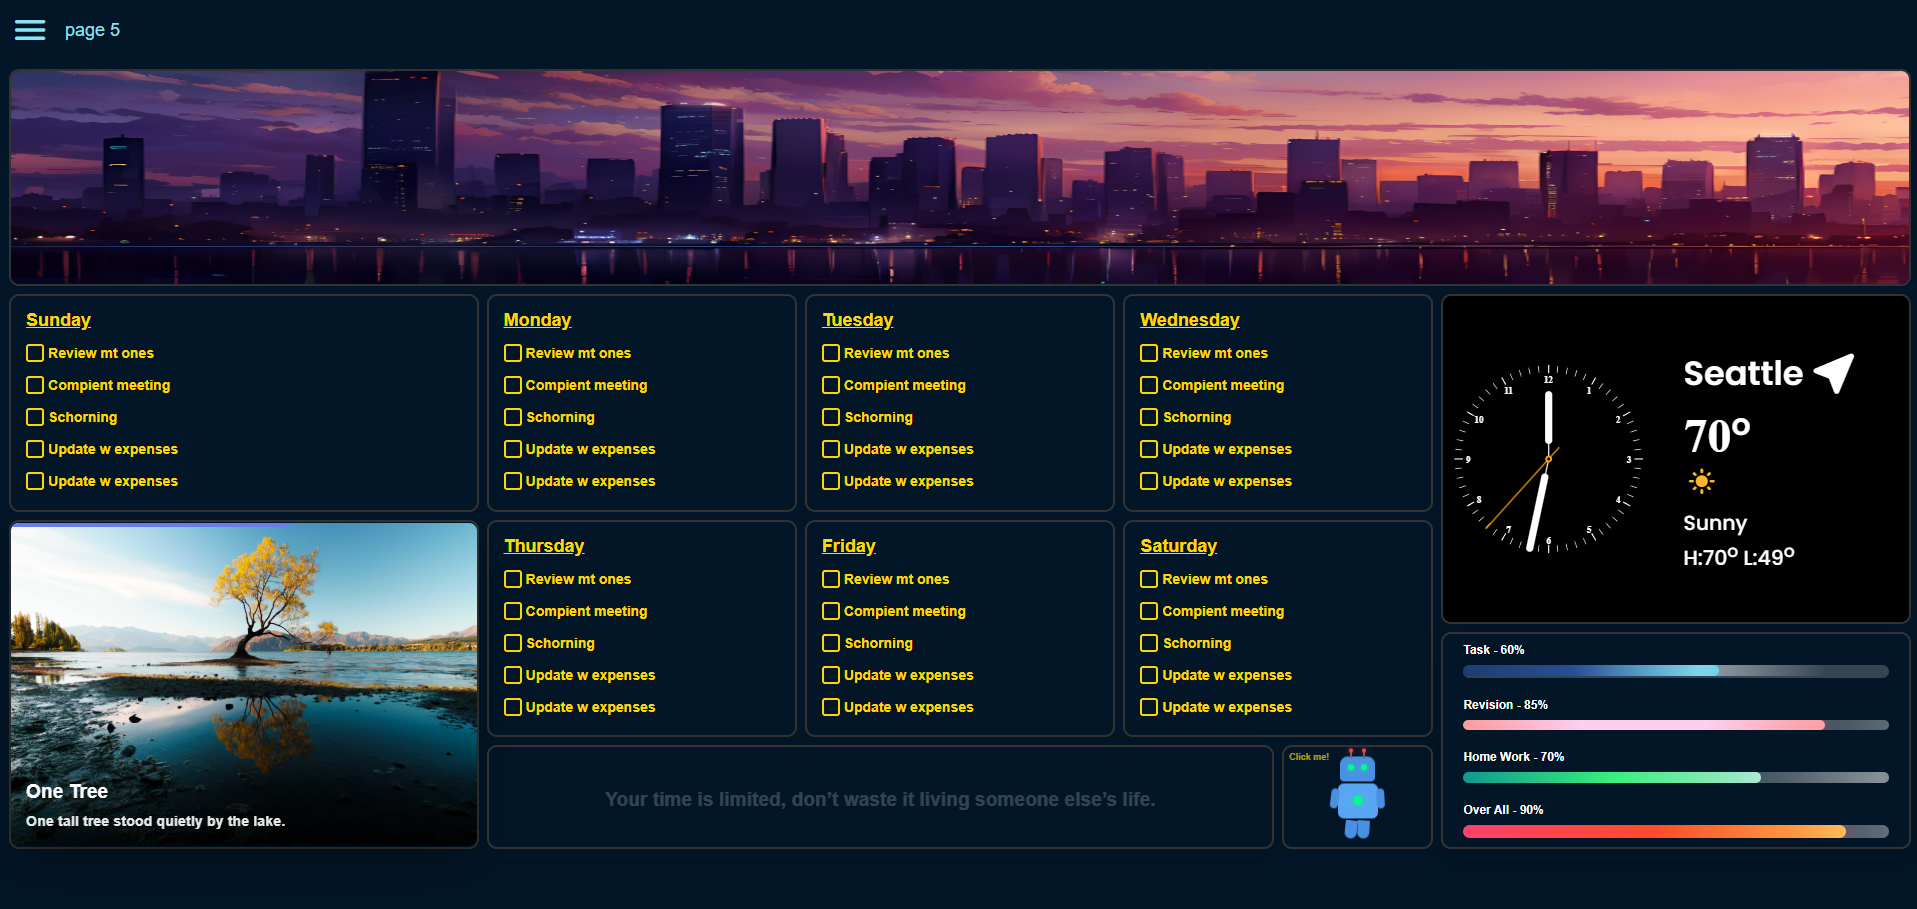 page 5
Sunday
Review mt ones
Compient meeting
Schorning
Update w expenses
Update w expenses
Monday
Review mt ones
Compient meeting
Schorning
Update w expenses
Update w expenses
Tuesday
Review mt ones
Compient meeting
Schorning
Update w expenses
Update w expenses
Wednesday
Review mt ones
Compient meeting
Schorning
Update w expenses
Update w expenses
12
1
2
3
4
5
6
7
8
9
10
11
Seattle
70°
Sunny
H:70° L:49°
One Tree
One tall tree stood quietly by the lake.
Thursday
Review mt ones
Compient meeting
Schorning
Update w expenses
Update w expenses
Friday
Review mt ones
Compient meeting
Schorning
Update w expenses
Update w expenses
Saturday
Review mt ones
Compient meeting
Schorning
Update w expenses
Update w expenses
Your time is limited, don’t waste it living someone else’s life.
Click me!
Task - 60%
Revision - 85%
Home Work - 70%
Over All - 90%